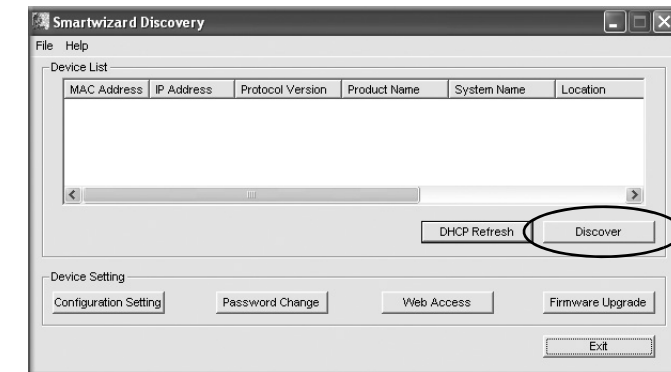 Smartwizard Discovery
File Help
Device List
MAC Address IP Address Protocol Version Product Name System Name Location
DHCP Refresh Discover
Device Setting
Configuration Setting Password Change Web Access Firmware Upgrade
Exit